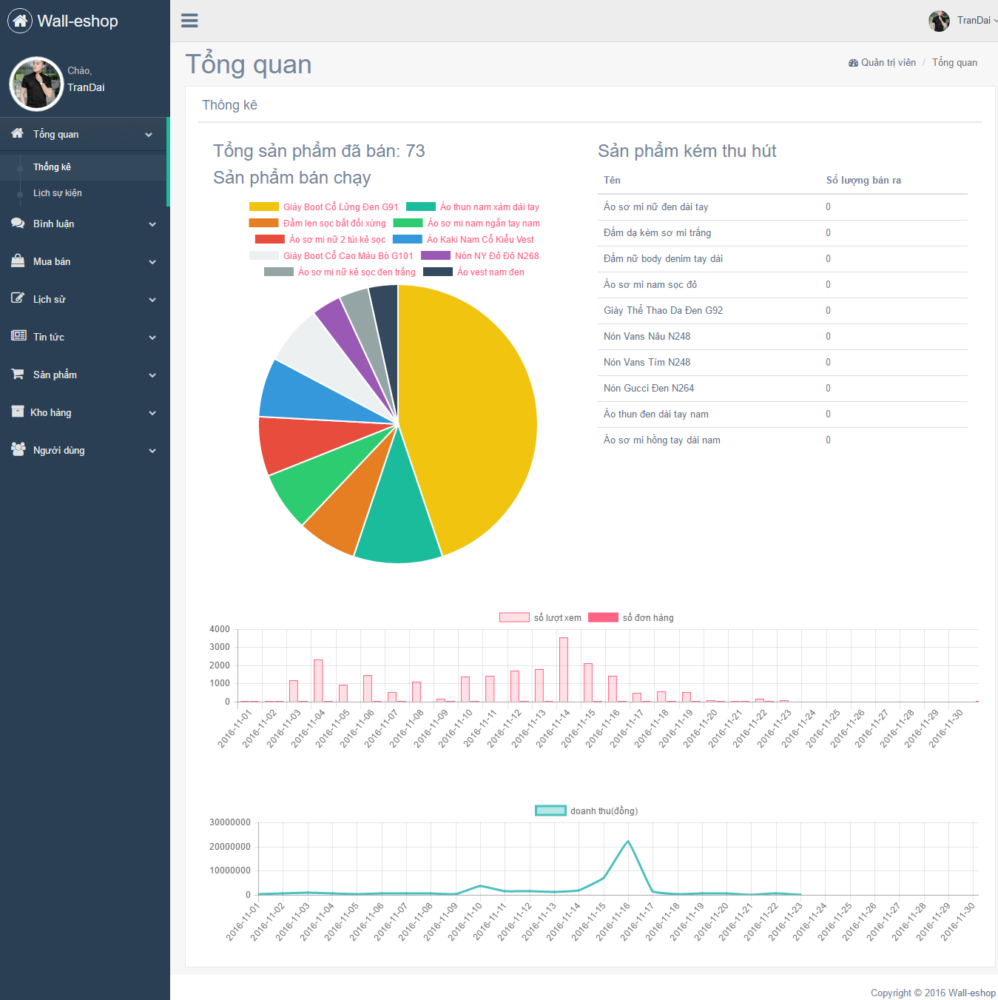 Wall-eshop
TranDai
Chào,
TranDai
Tổng quan
Thống kê
Lịch sự kiện
Bình luận
Mua bán
Lịch sử
Tin tức
Sản phẩm
Kho hàng
Người dùng
Tổng quan
Quản trị viên / Tổng quan
Thống kê
Tổng sản phẩm đã bán: 73
Sản phẩm bán chạy
Giày Boot Cổ Lửng Đen G91 Áo thun nam xám dài tay
Đầm len sọc bất đối xứng Áo sơ mi nam ngắn tay nam
Áo sơ mi nữ 2 túi kẻ sọc Áo Kaki Nam Cổ Kiểu Vest
Giày Boot Cổ Cao Màu Bò G101 Nón NY Đỏ Đô N268
Áo sơ mi nữ kẻ sọc đen trắng Áo vest nam đen
Sản phẩm kém thu hút
Tên Số lượng bán ra
Áo sơ mi nữ đen dài tay 0
Đầm dạ kèm sơ mi trắng 0
Đầm nữ body denim tay dài 0
Áo sơ mi nam sọc đỏ 0
Giày Thể Thao Da Đen G92 0
Nón Vans Nâu N248 0
Nón Vans Tím N248 0
Nón Gucci Đen N264 0
Áo thun đen dài tay nam 0
Áo sơ mi hồng tay dài nam 0
số lượt xem số đơn hàng
4000
3000
2000
1000
0
2016-11-01 2016-11-02 2016-11-03 2016-11-04 2016-11-05 2016-11-06 2016-11-07 2016-11-08 2016-11-09 2016-11-10 2016-11-11 2016-11-12 2016-11-13 2016-11-14 2016-11-15 2016-11-16 2016-11-17 2016-11-18 2016-11-19 2016-11-20 2016-11-21 2016-11-22 2016-11-23 2016-11-24 2016-11-25 2016-11-26 2016-11-27 2016-11-28 2016-11-29 2016-11-30
doanh thu(đồng)
30000000
20000000
10000000
0
2016-11-01 2016-11-02 2016-11-03 2016-11-04 2016-11-05 2016-11-06 2016-11-07 2016-11-08 2016-11-09 2016-11-10 2016-11-11 2016-11-12 2016-11-13 2016-11-14 2016-11-15 2016-11-16 2016-11-17 2016-11-18 2016-11-19 2016-11-20 2016-11-21 2016-11-22 2016-11-23 2016-11-24 2016-11-25 2016-11-26 2016-11-27 2016-11-28 2016-11-29 2016-11-30
Copyright © 2016 Wall-eshop